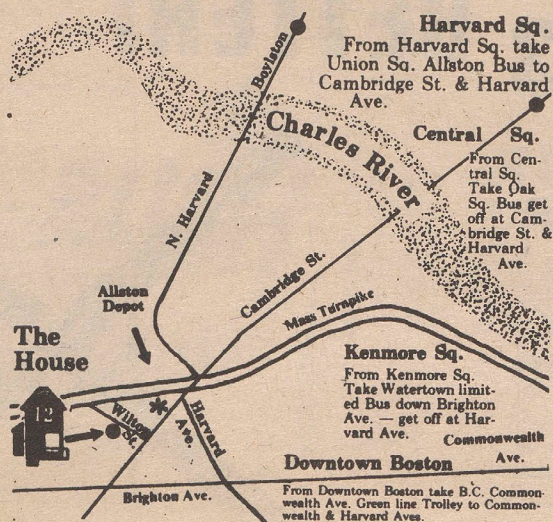 Harvard Sq.
From Harvard Sq. take
Union Sq. Allston Bus to
Cambridge St. & Harvard
Ave.
Boylston
Charles River
Central Sq.
From Cen-
tral Sq.
Take Oak
Sq. Bus get
off at Cam-
bridge St. &
Harvard
Ave.
N. Harvard
Cambridge St.
Allston
Depot
Mass Turnpike
The
House
12
Wilton
St.
*
Harvard
Ave.
Kenmore Sq.
From Kenmore Sq.
Take Watertown limit-
ed Bus down Brighton
Ave. — get off at Har-
vard Ave.
Commonwealth
Ave.
Downtown Boston
Brighton Ave.
From Downtown Boston take B.C. Common-
wealth Ave. Green line Trolley to Common-
wealth & Harvard Aves.